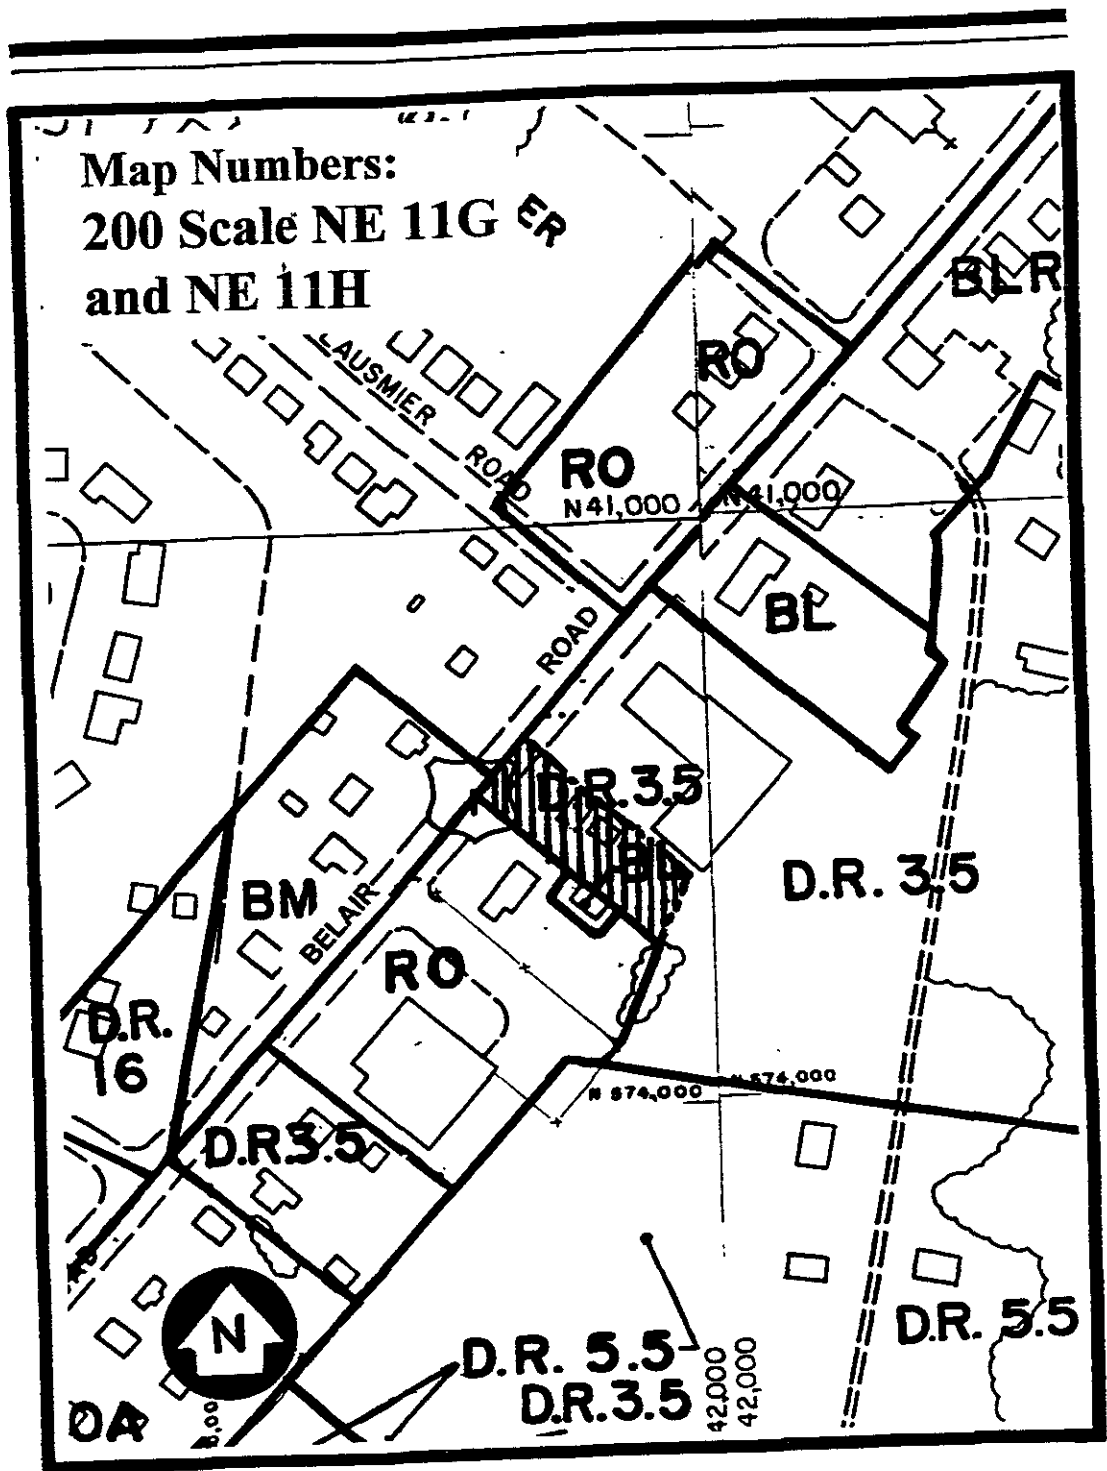 Map Numbers:
200 Scale NE 11G
and NE 11H
ER
BLR
RO
AUSMIER ROAD
RO
N41,000
N41,000
BL
ROAD
D.R.3.5
D.R. 3.5
BM
BELAIR
RO
D.R.
16
N 574,000
N 574,000
D.R.3.5
N
D.R. 5.5
D.R. 5.5
D.R.3.5
42,000
42,000
OA